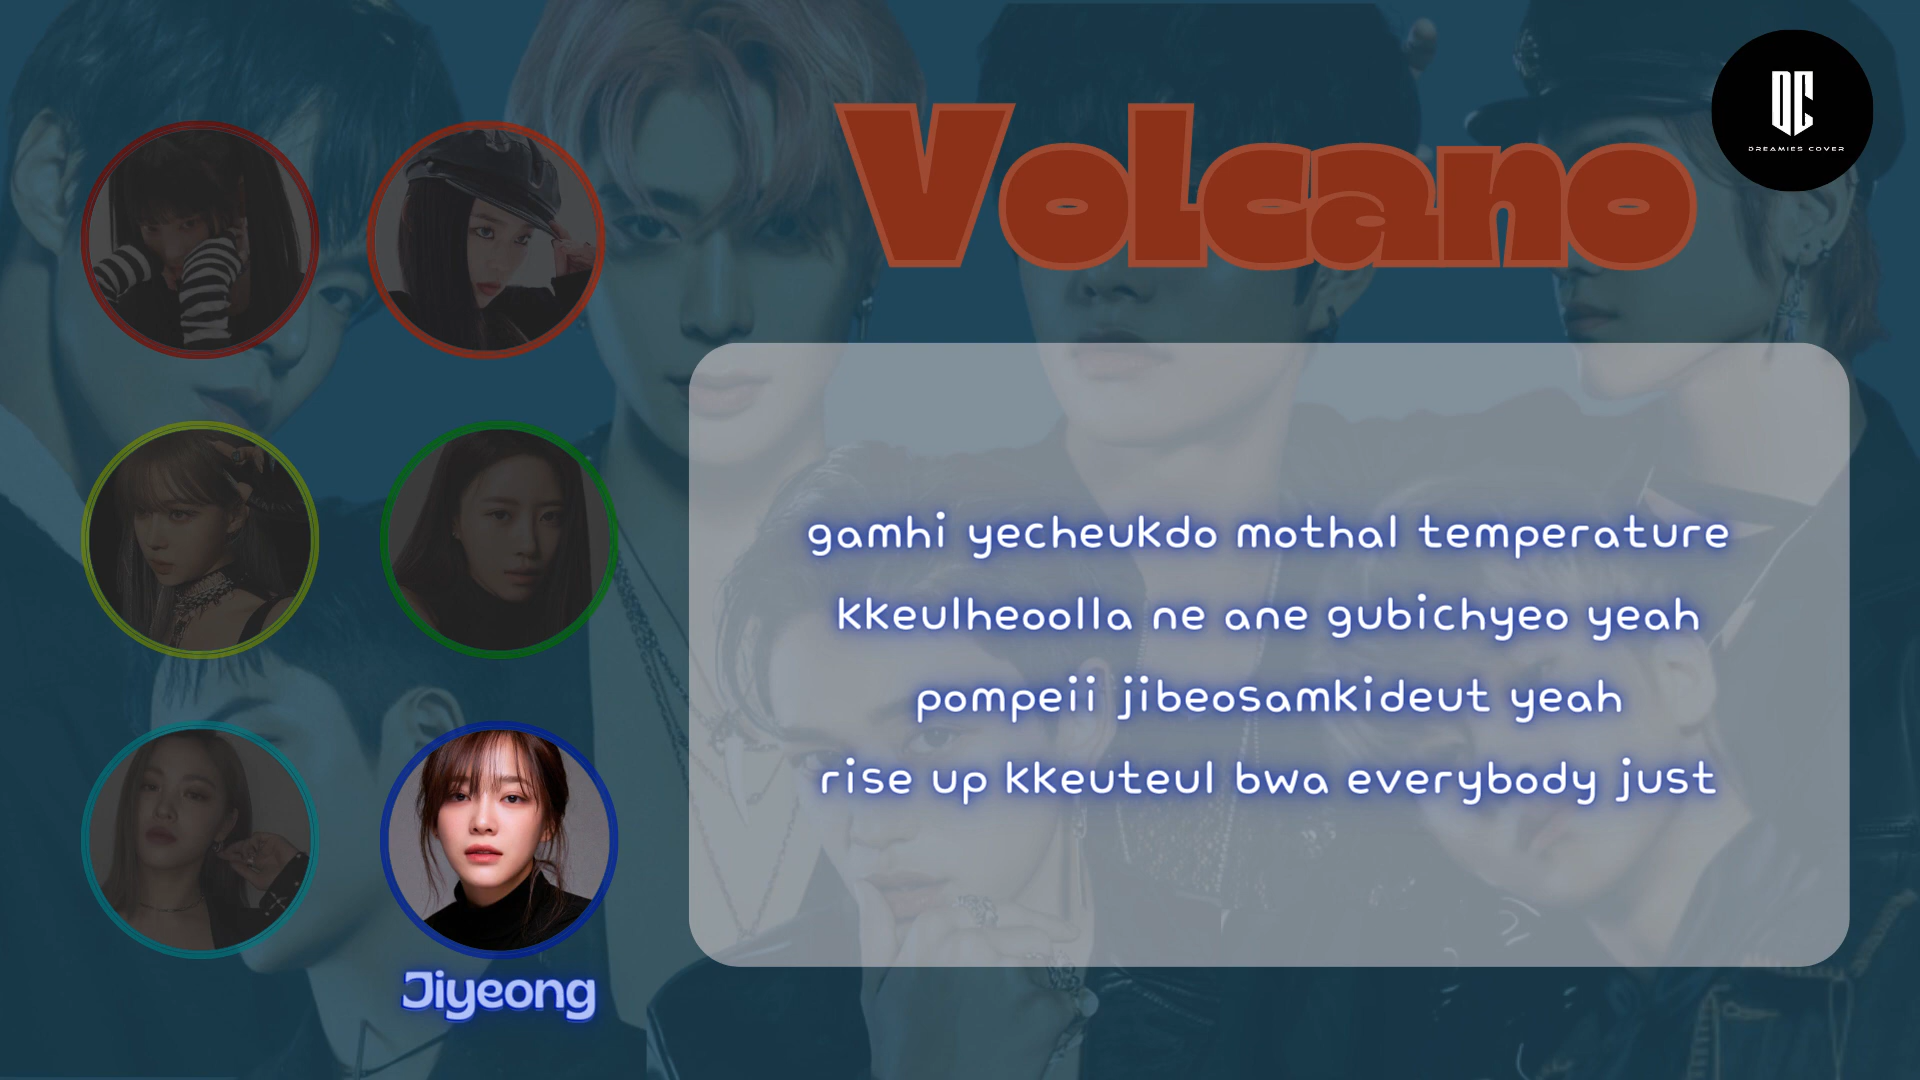 Volcano
DC
DREAMIES COVER
gamhi yecheukdo mothal temperature
kkeulheoolla ne ane gubichyeo yeah
pompeii jibeosamkideut yeah
rise up kkeuteul bwa everybody just
Jiyeong